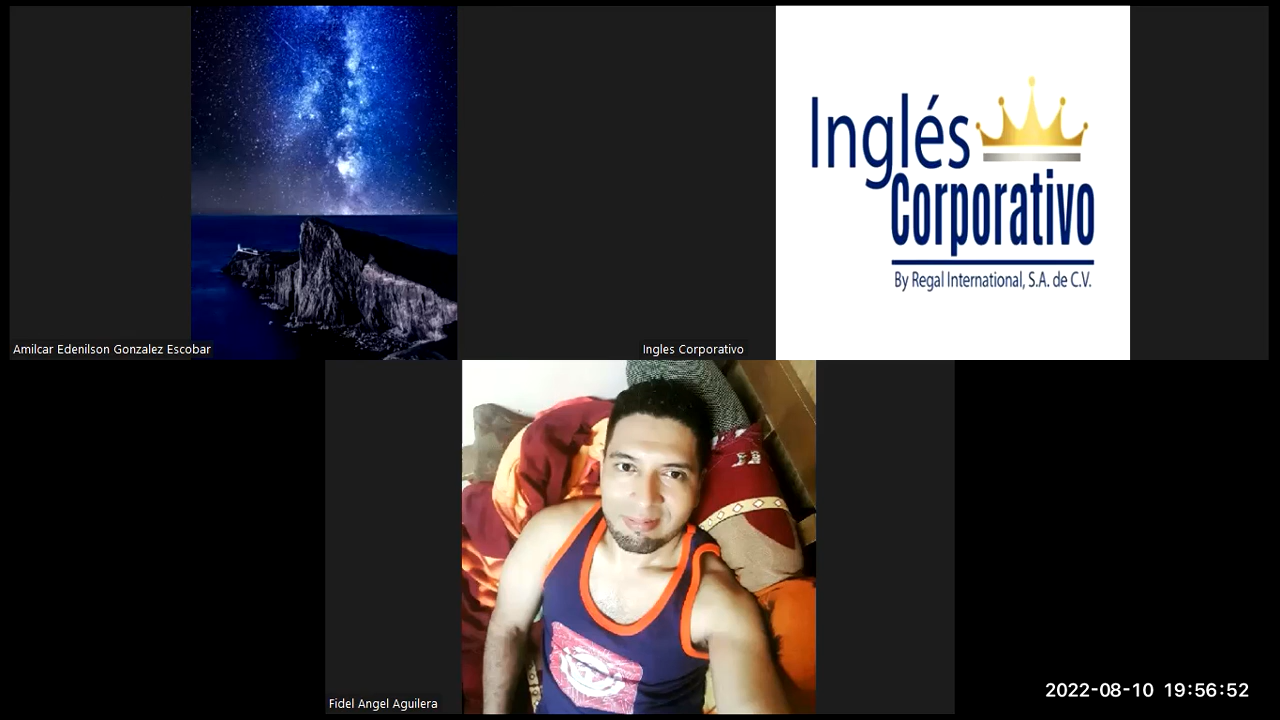 Inglés
Corporativo
By Regal International, S.A. de C.V.
Amilcar Edenilson Gonzalez Escobar
Ingles Corporativo
Fidel Angel Aguilera
2022-08-10 19:56:52